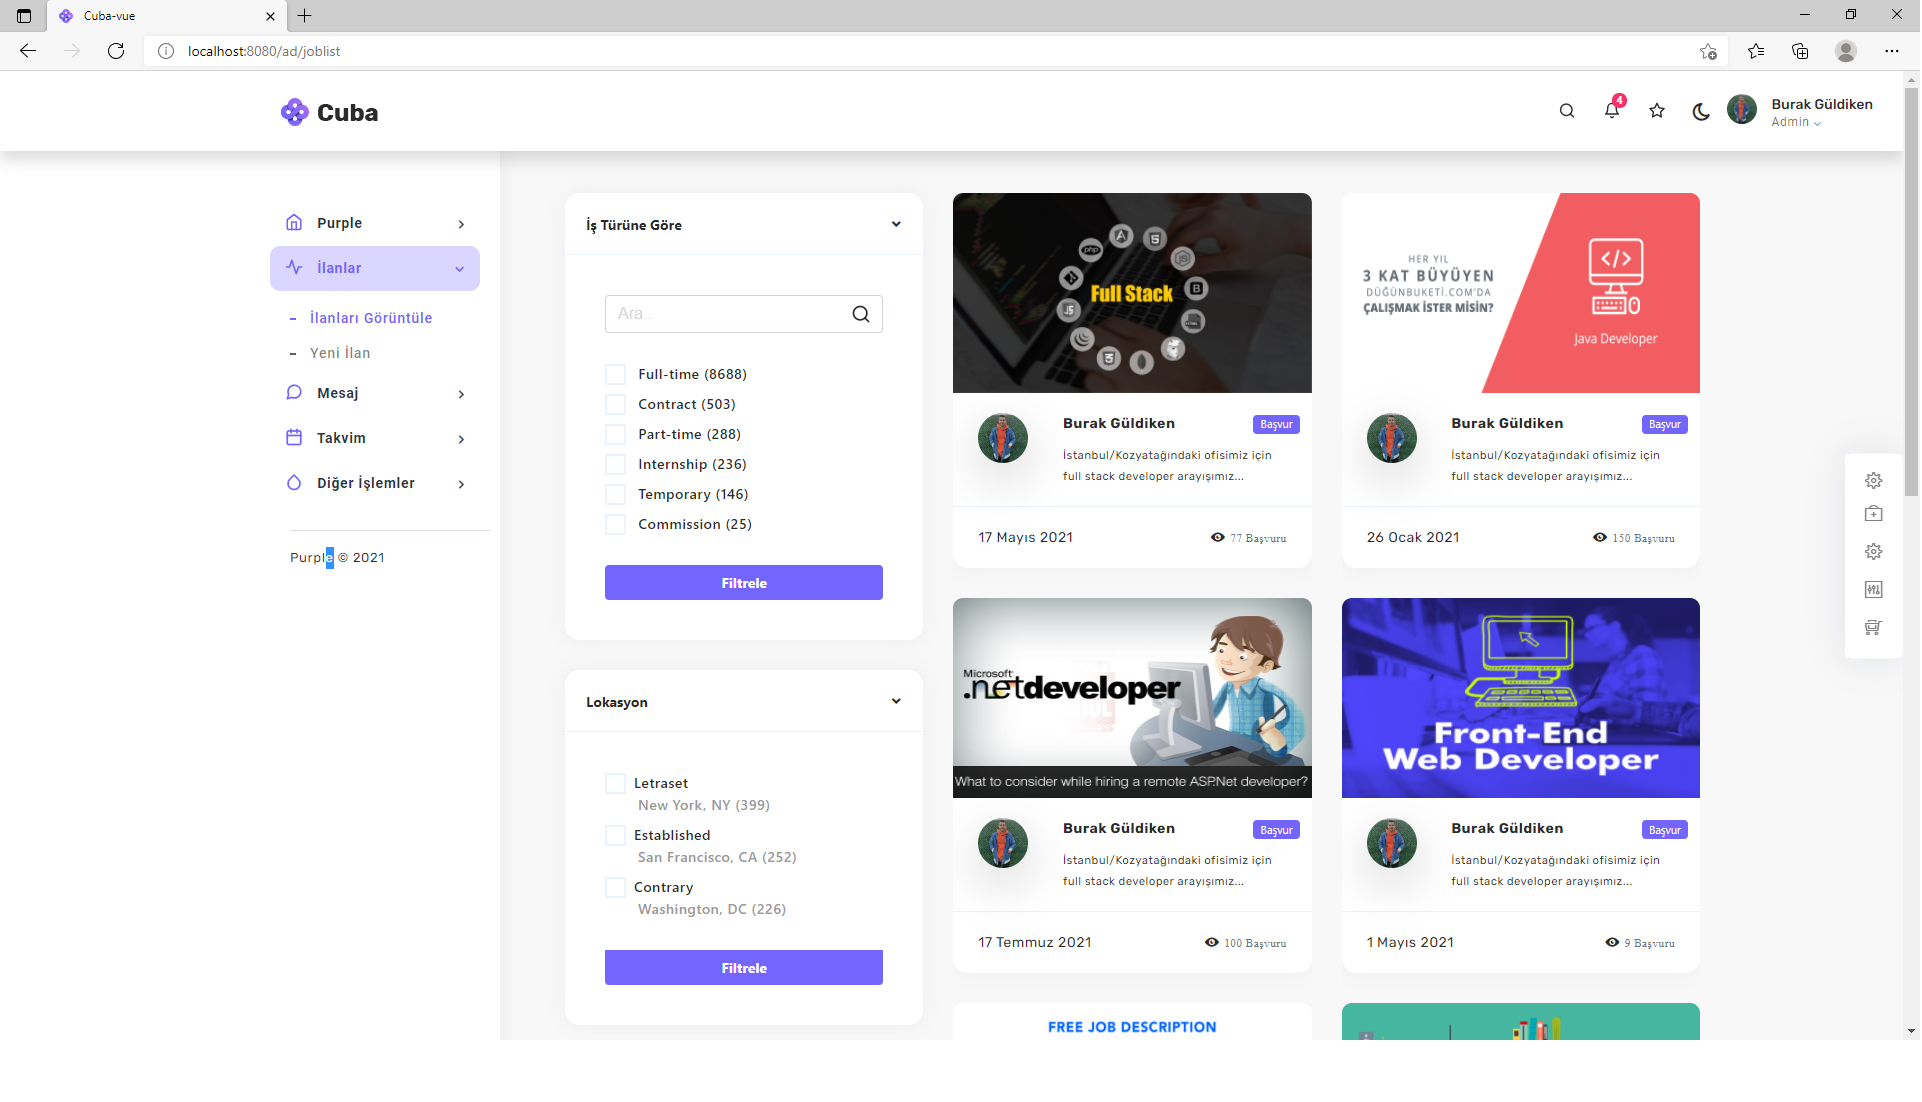 Cuba-vue
localhost:8080/ad/joblist
Cuba
4
Burak Güldiken
Admin
Purple
İlanlar
İlanları Görüntüle
Yeni İlan
Mesaj
Takvim
Diğer İşlemler
Purple © 2021
İş Türüne Göre
Ara..
Full-time (8688)
Contract (503)
Part-time (288)
Internship (236)
Temporary (146)
Commission (25)
Filtrele
Lokasyon
Letraset
New York, NY (399)
Established
San Francisco, CA (252)
Contrary
Washington, DC (226)
Filtrele
php
JS
Full Stack
Burak Güldiken
Başvur
İstanbul/Kozyatağındaki ofisimiz için
full stack developer arayışımız...
17 Mayıs 2021
77 Başvuru
HER YIL
3 KAT BÜYÜYEN
DÜĞÜNBUKETİ.COM'DA
ÇALIŞMAK İSTER MİSİN?
</>
Java Developer
Burak Güldiken
Başvur
İstanbul/Kozyatağındaki ofisimiz için
full stack developer arayışımız...
26 Ocak 2021
150 Başvuru
Microsoft
.netdeveloper
What to consider while hiring a remote ASP.Net developer?
Burak Güldiken
Başvur
İstanbul/Kozyatağındaki ofisimiz için
full stack developer arayışımız...
17 Temmuz 2021
100 Başvuru
Front-End
Web Developer
Burak Güldiken
Başvur
İstanbul/Kozyatağındaki ofisimiz için
full stack developer arayışımız...
1 Mayıs 2021
9 Başvuru
FREE JOB DESCRIPTION